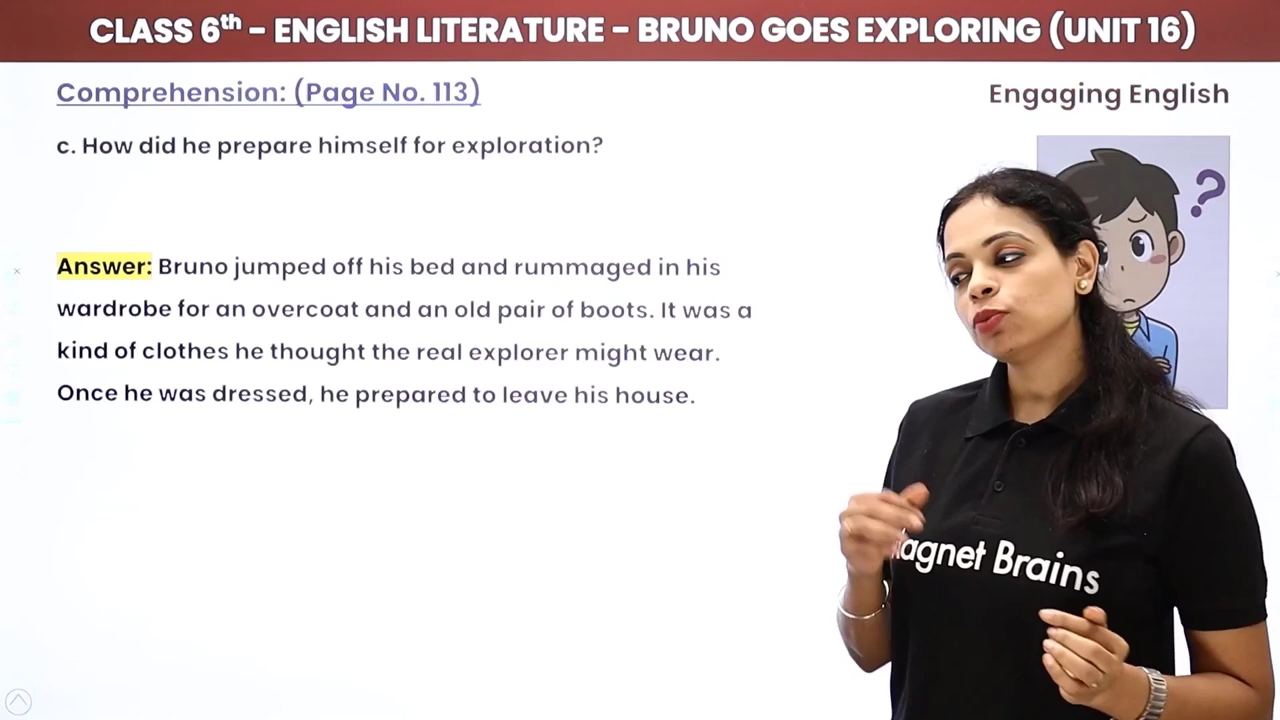 CLASS 6th – ENGLISH LITERATURE – BRUNO GOES EXPLORING (UNIT 16)
Comprehension: (Page No. 113)
Engaging English
c. How did he prepare himself for exploration?
?
Answer: Bruno jumped off his bed and rummaged in his
wardrobe for an overcoat and an old pair of boots. It was a
kind of clothes he thought the real explorer might wear.
Once he was dressed, he prepared to leave his house.
agnet Brains